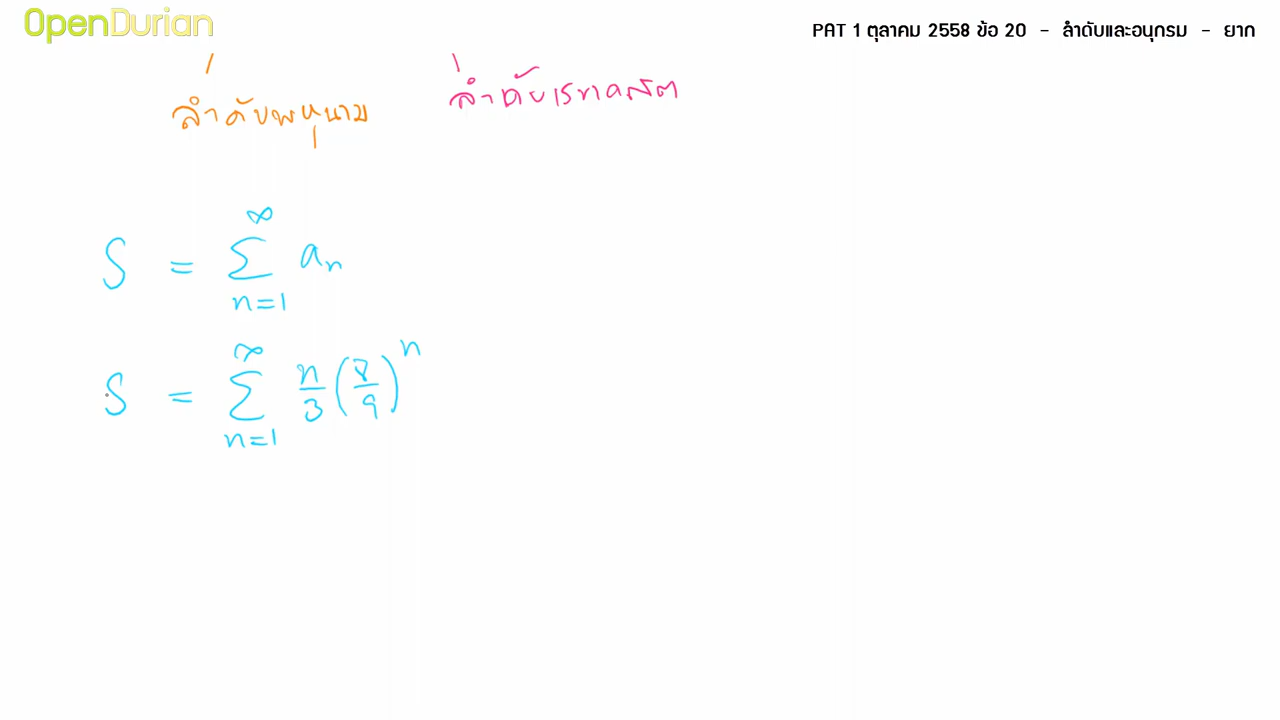 OpenDurian
PAT 1 ตุลาคม 2558 ข้อ 20 - ลำดับและอนุกรม - ยาก
ลำดับพหุนาม
ลำดับเรขาคณิต
S = ∑_{n=1}^{∞} a_n
S = ∑_{n=1}^{∞} \frac{n}{3} (\frac{8}{9})^n